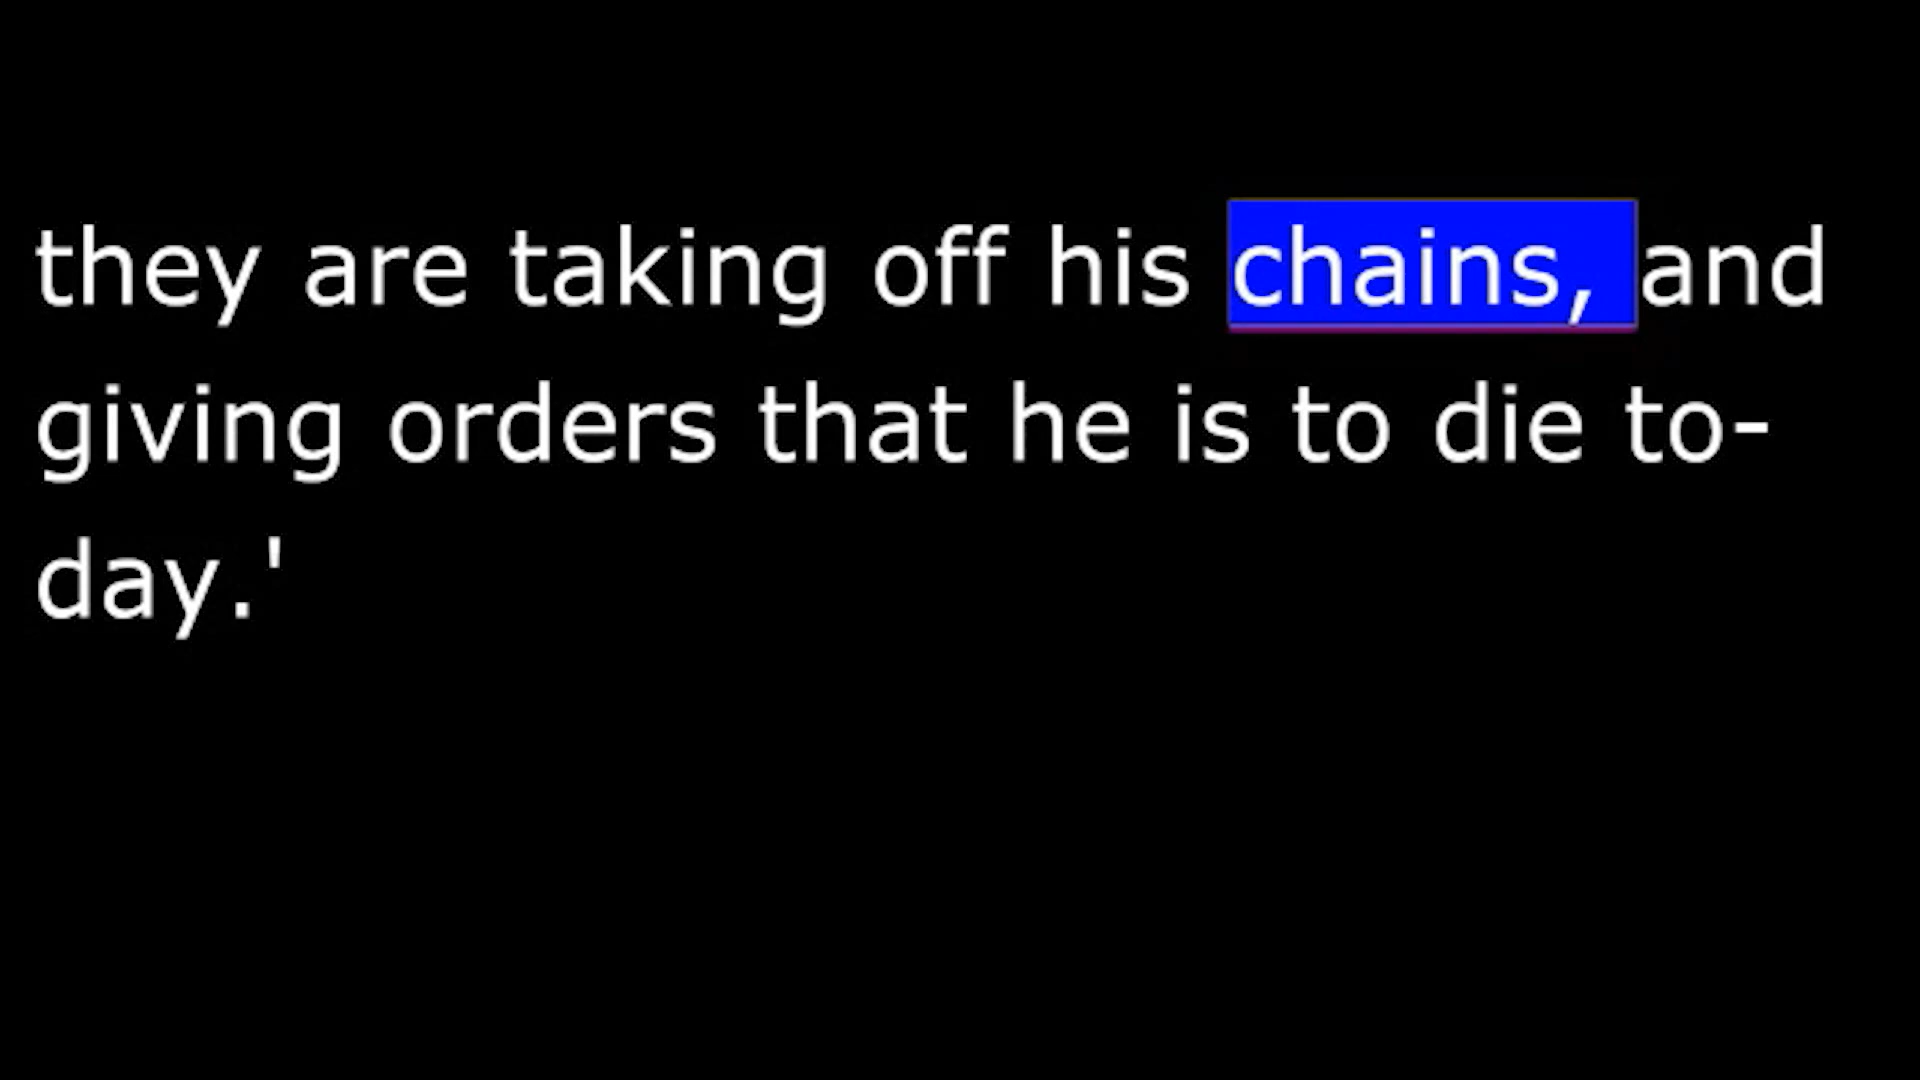 they are taking off his chains, and
giving orders that he is to die to-
day.'